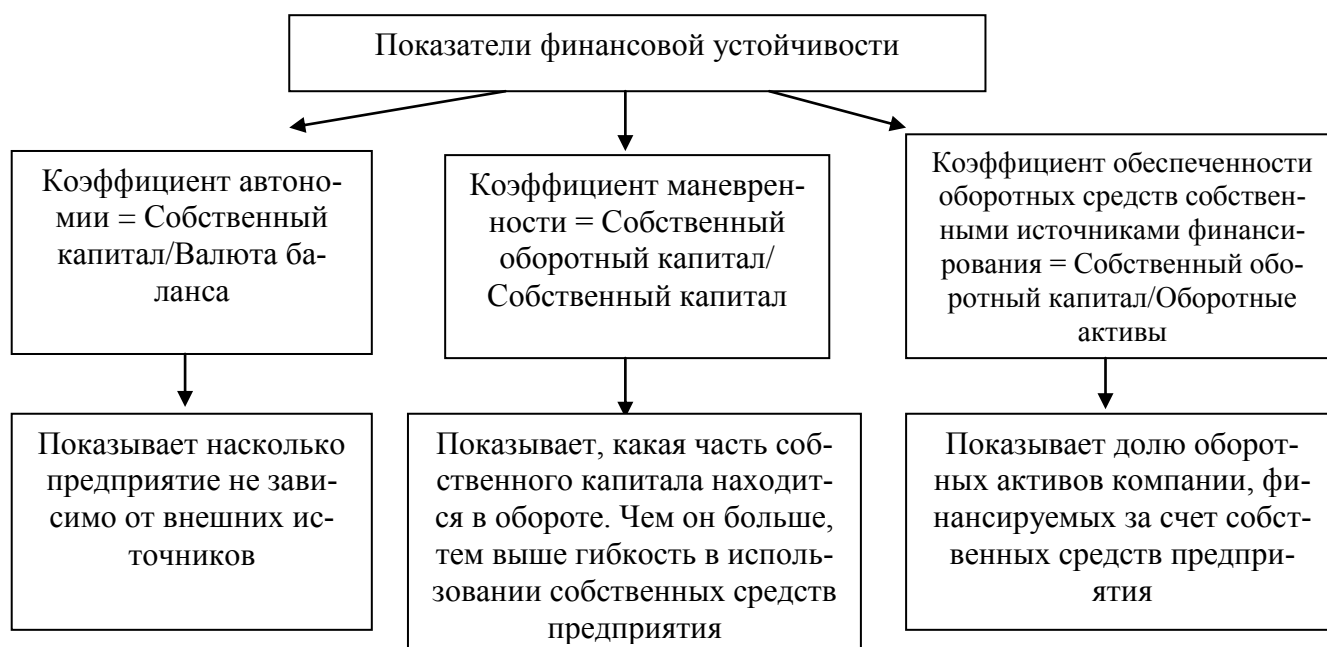 Показатели финансовой устойчивости
Коэффициент автоно-
мии = Собственный
капитал/Валюта ба-
ланса
Коэффициент маневрен-
ности = Собственный
оборотный капитал/
Собственный капитал
Коэффициент обеспеченности
оборотных средств собствен-
ными источниками финанси-
рования = Собственный обо-
ротный капитал/Оборотные
активы
Показывает насколько
предприятие не зави-
симо от внешних ис-
точников
Показывает, какая часть соб-
ственного капитала находит-
ся в обороте. Чем он больше,
тем выше гибкость в исполь-
зовании собственных средств
предприятия
Показывает долю оборот-
ных активов компании, фи-
нансируемых за счет собст-
венных средств предпри-
ятия